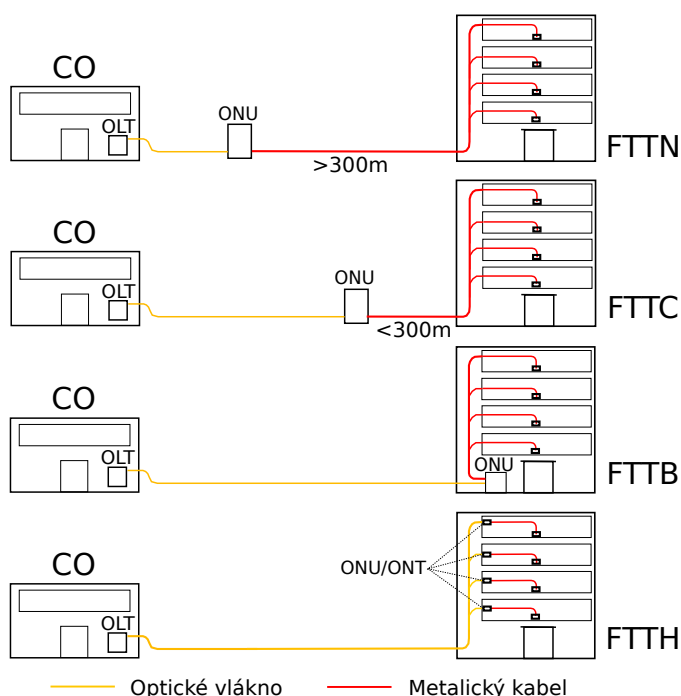 CO
OLT
ONU
>300m
FTTN
CO
OLT
ONU
<300m
FTTC
CO
OLT
ONU
FTTB
CO
OLT
ONU/ONT
FTTH
Optické vlákno
Metalický kabel